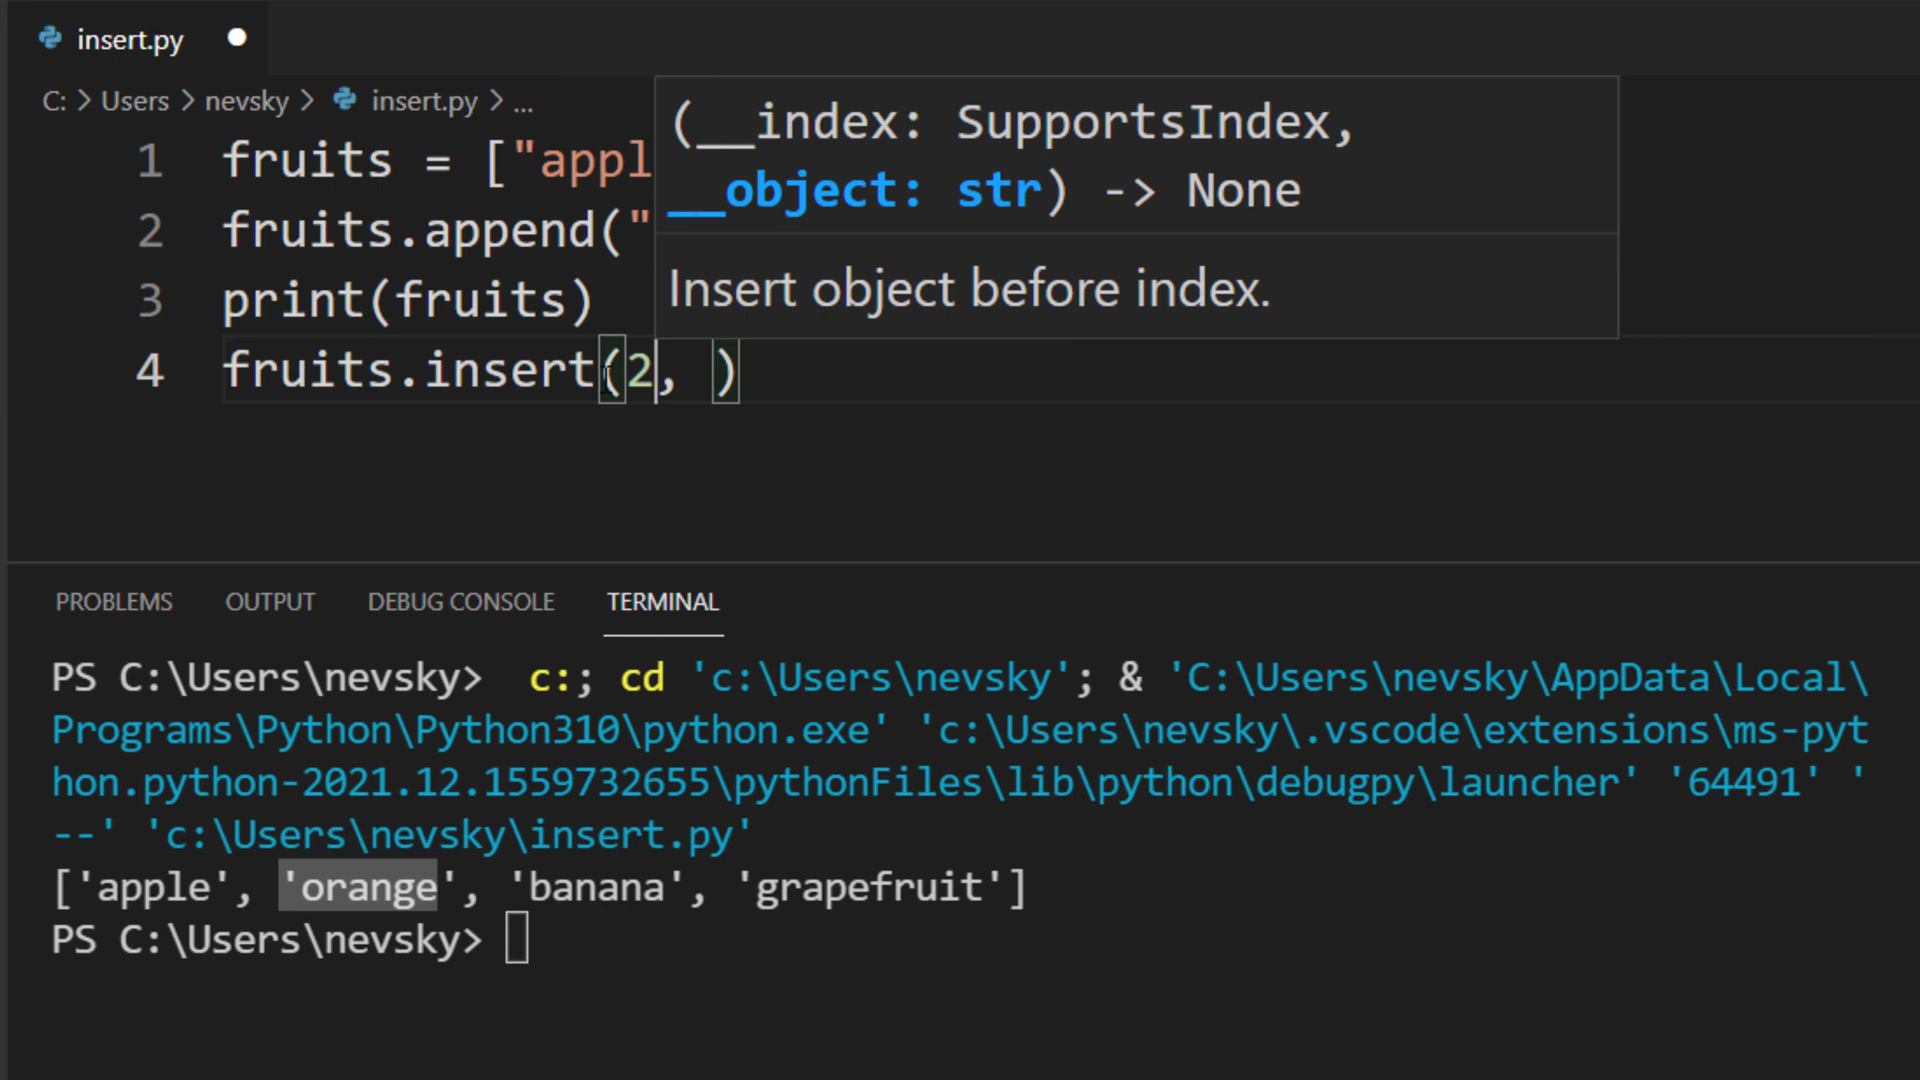 insert.py
C: > Users > nevsky > insert.py > ...
(__index: SupportsIndex,
__object: str) -> None
Insert object before index.
1 fruits = ["appl
2 fruits.append("
3 print(fruits)
4 fruits.insert(2, )
PROBLEMS OUTPUT DEBUG CONSOLE TERMINAL
PS C:\Users\nevsky>  c:; cd 'c:\Users\nevsky'; & 'C:\Users\nevsky\AppData\Local\
Programs\Python\Python310\python.exe' 'c:\Users\nevsky\.vscode\extensions\ms-pyt
hon.python-2021.12.1559732655\pythonFiles\lib\python\debugpy\launcher' '64491' '
--' 'c:\Users\nevsky\insert.py'
['apple', 'orange', 'banana', 'grapefruit']
PS C:\Users\nevsky>